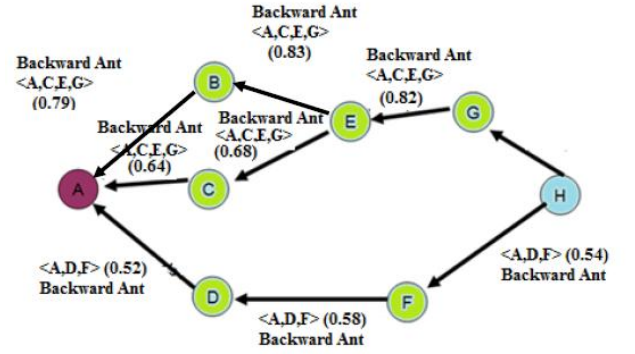 Backward Ant
<A,C,E,G>
(0.83)
Backward Ant
<A,C,E,G>
(0.82)
Backward Ant
<A,C,E,G>
(0.79)
B
G
Backward Ant
<A,C,E,G>
(0.68)
E
Backward Ant
<A,C,E,G>
(0.64)
A
C
H
<A,D,F> (0.52)
Backward Ant
<A,D,F> (0.54)
Backward Ant
D
F
<A,D,F> (0.58)
Backward Ant